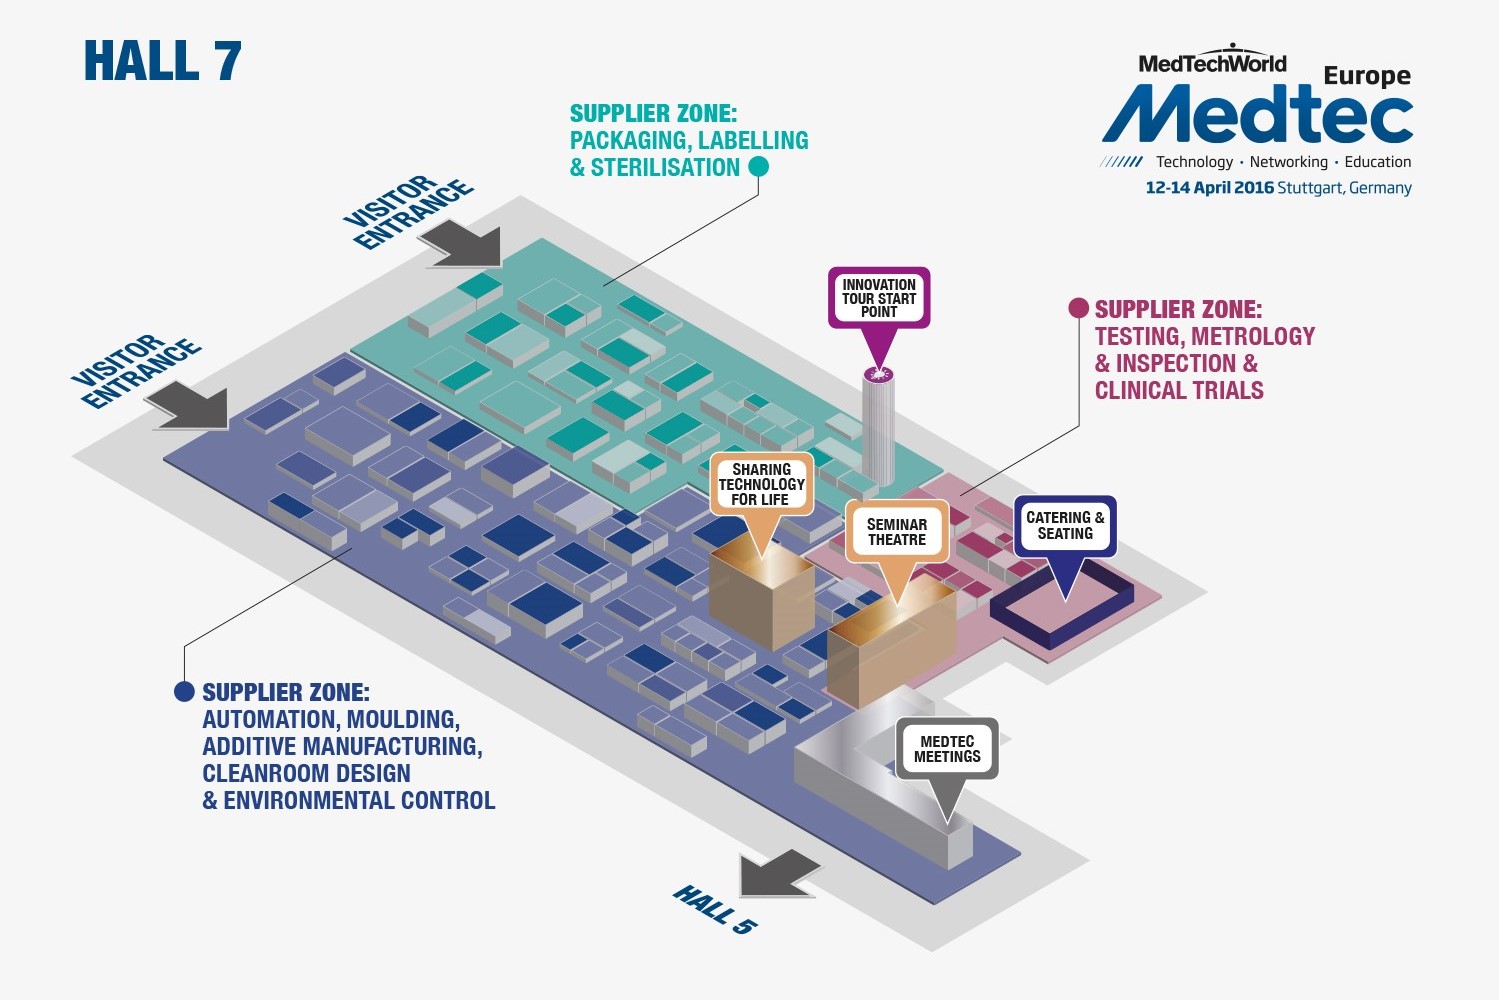 HALL 7
MedTechWorld
Europe
Medtec
Technology · Networking · Education
12-14 April 2016 Stuttgart, Germany
SUPPLIER ZONE:
PACKAGING, LABELLING
& STERILISATION
VISITOR
ENTRANCE
VISITOR
ENTRANCE
INNOVATION
TOUR START
POINT
SUPPLIER ZONE:
TESTING, METROLOGY
& INSPECTION &
CLINICAL TRIALS
SHARING
TECHNOLOGY
FOR LIFE
SEMINAR
THEATRE
CATERING &
SEATING
SUPPLIER ZONE:
AUTOMATION, MOULDING,
ADDITIVE MANUFACTURING,
CLEANROOM DESIGN
& ENVIRONMENTAL CONTROL
MEDTEC
MEETINGS
HALL 5